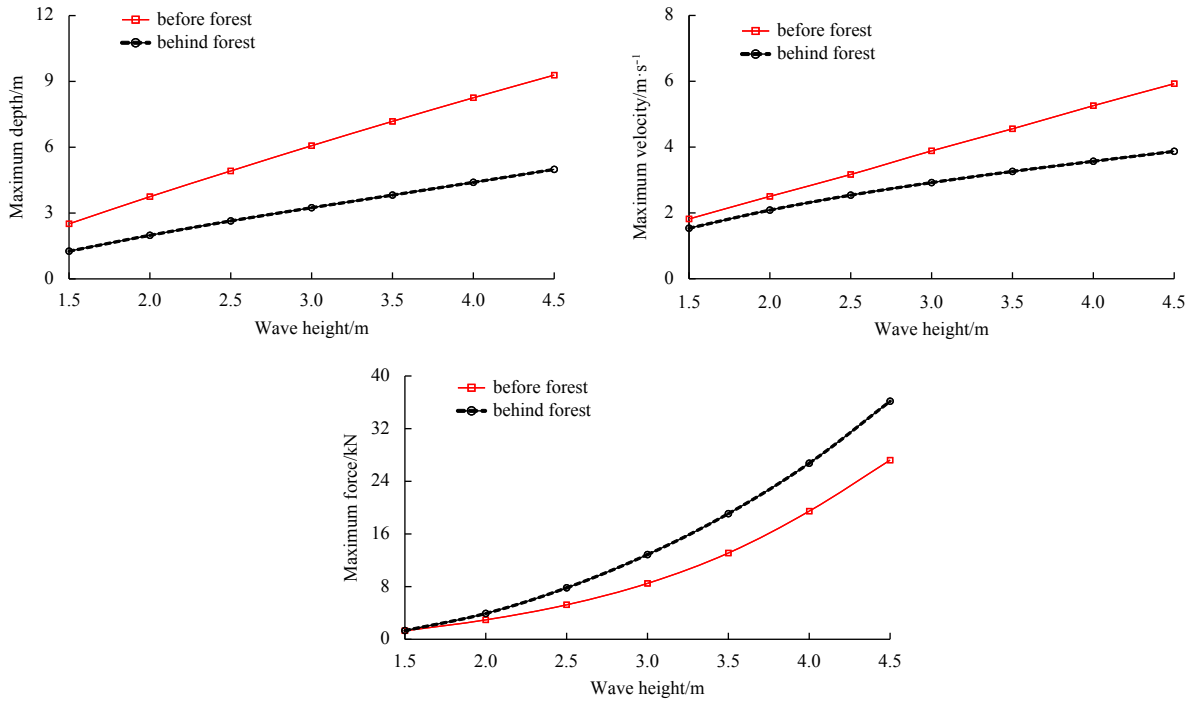 before forest
behind forest
Maximum depth/m
12
9
6
3
0
1.5 2.0 2.5 3.0 3.5 4.0 4.5
Wave height/m
before forest
behind forest
Maximum velocity/m·s⁻¹
8
6
4
2
0
1.5 2.0 2.5 3.0 3.5 4.0 4.5
Wave height/m
before forest
behind forest
Maximum force/kN
40
32
24
16
8
0
1.5 2.0 2.5 3.0 3.5 4.0 4.5
Wave height/m